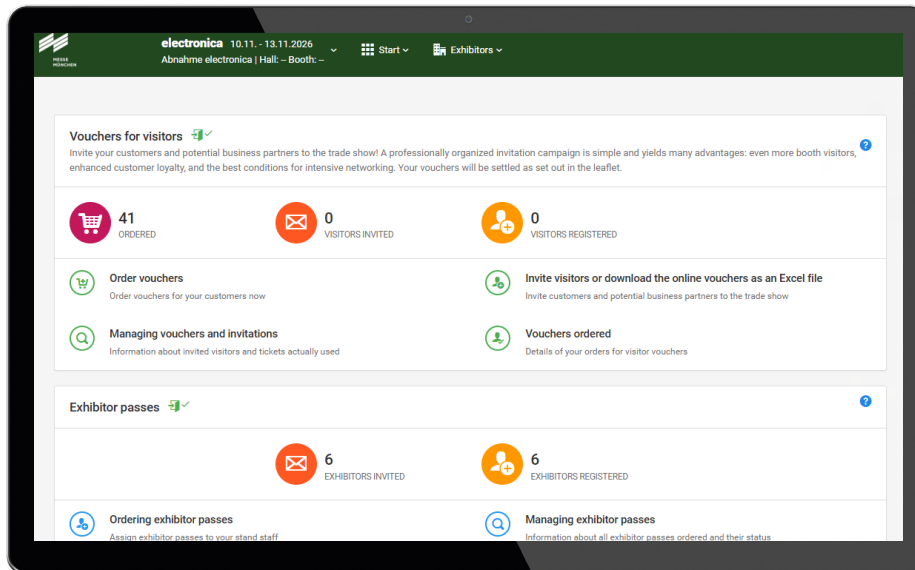 MESSE
MÜNCHEN
electronica 10.11. - 13.11.2026
Abnahme electronica | Hall: – Booth: –
Start
Exhibitors
Vouchers for visitors
Invite your customers and potential business partners to the trade show! A professionally organized invitation campaign is simple and yields many advantages: even more booth visitors,
enhanced customer loyalty, and the best conditions for intensive networking. Your vouchers will be settled as set out in the leaflet.
?
41
ORDERED
0
VISITORS INVITED
0
VISITORS REGISTERED
Order vouchers
Order vouchers for your customers now
Invite visitors or download the online vouchers as an Excel file
Invite customers and potential business partners to the trade show
Managing vouchers and invitations
Information about invited visitors and tickets actually used
Vouchers ordered
Details of your orders for visitor vouchers
Exhibitor passes
?
6
EXHIBITORS INVITED
6
EXHIBITORS REGISTERED
Ordering exhibitor passes
Assign exhibitor passes to your stand staff
Managing exhibitor passes
Information about all exhibitor passes ordered and their status